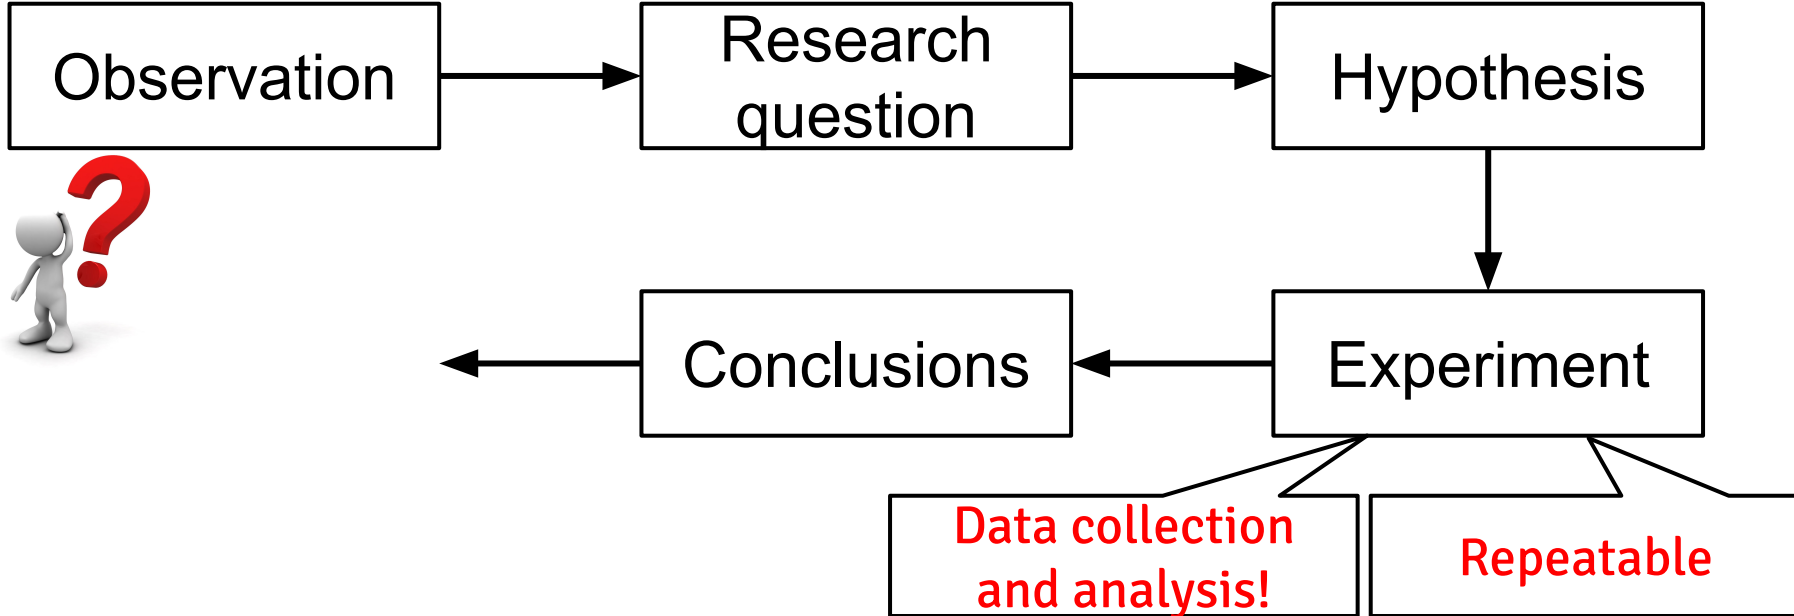 Observation
Research
question
Hypothesis
Conclusions
Experiment
Data collection
and analysis!
Repeatable